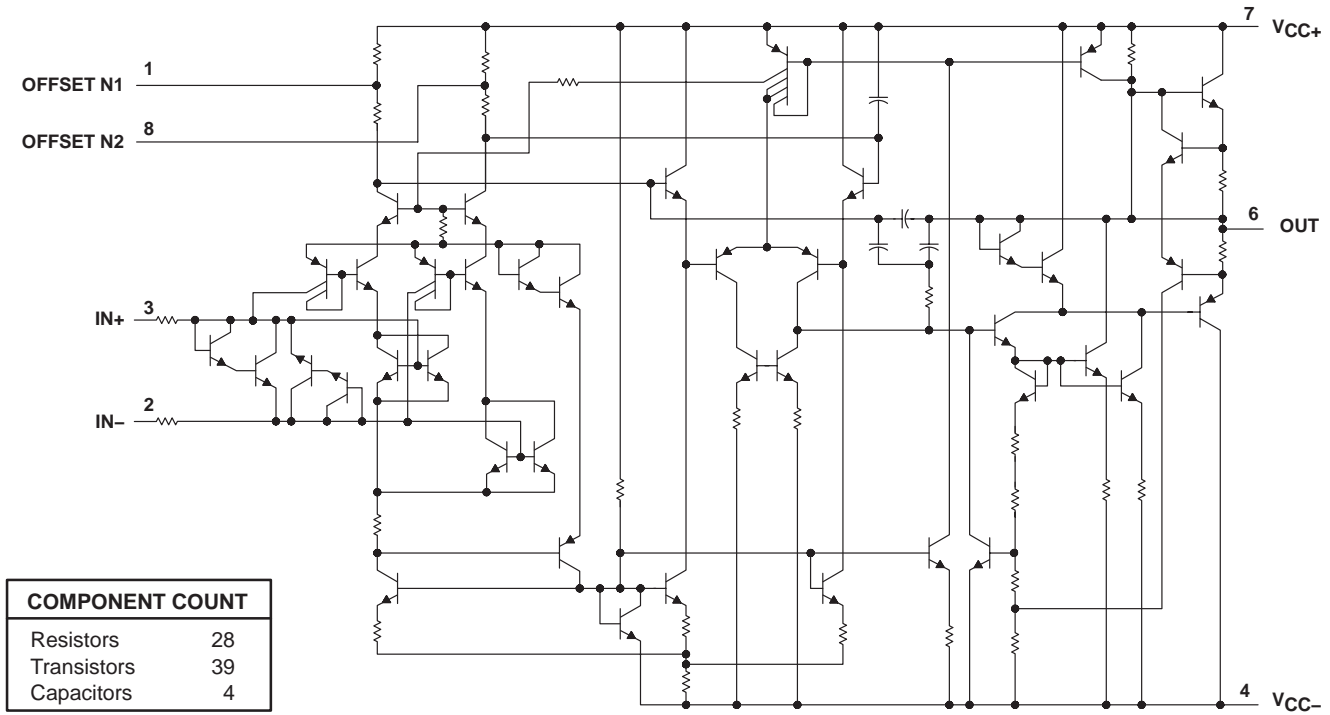 7
VCC+
1
OFFSET N1
8
OFFSET N2
6
OUT
3
IN+
2
IN−
COMPONENT COUNT
Resistors 28
Transistors 39
Capacitors 4
4
VCC−